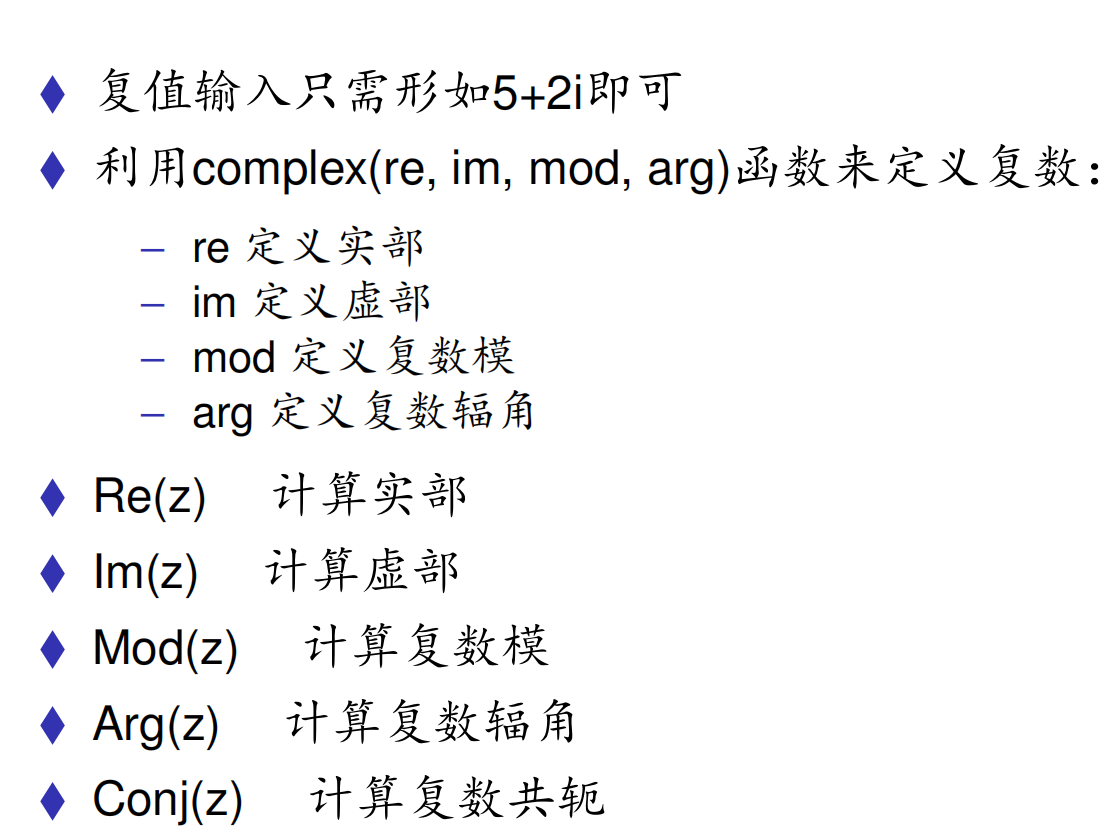 复值输入只需形如5+2i即可
利用complex(re, im, mod, arg)函数来定义复数：
– re 定义实部
– im 定义虚部
– mod 定义复数模
– arg 定义复数辐角
Re(z) 计算实部
Im(z) 计算虚部
Mod(z) 计算复数模
Arg(z) 计算复数辐角
Conj(z) 计算复数共轭